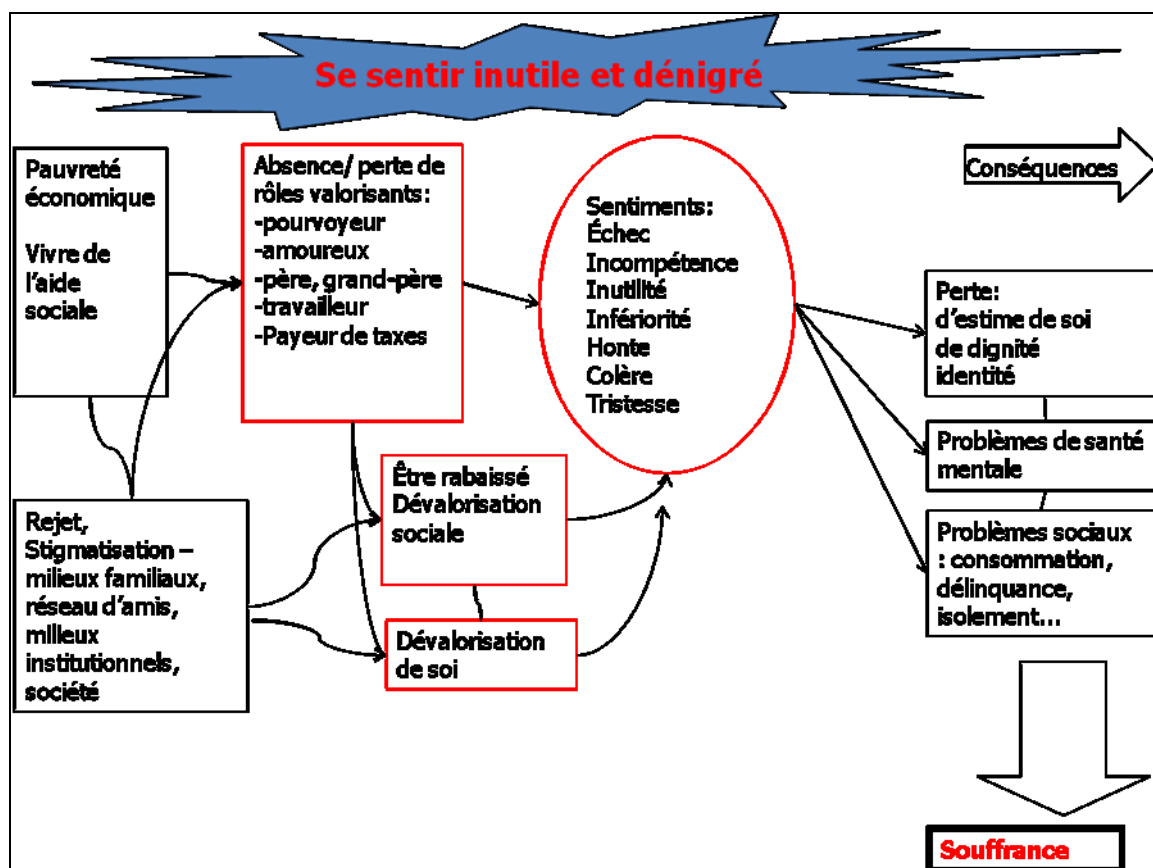 Se sentir inutile et dénigré
Pauvreté
économique
Vivre de
l'aide
sociale
Absence/ perte de
rôles valorisants:
-pourvoyeur
-amoureux
-père, grand-père
-travailleur
-Payeur de taxes
Sentiments:
Échec
Incompétence
Inutilité
Infériorité
Honte
Colère
Tristesse
Conséquences
Perte:
d'estime de soi
de dignité
identité
Problèmes de santé
mentale
Problèmes sociaux
: consommation,
délinquance,
isolement...
Rejet,
Stigmatisation –
milieux familiaux,
réseau d'amis,
milieux
institutionnels,
société
Être rabaissé
Dévalorisation
sociale
Dévalorisation
de soi
Souffrance